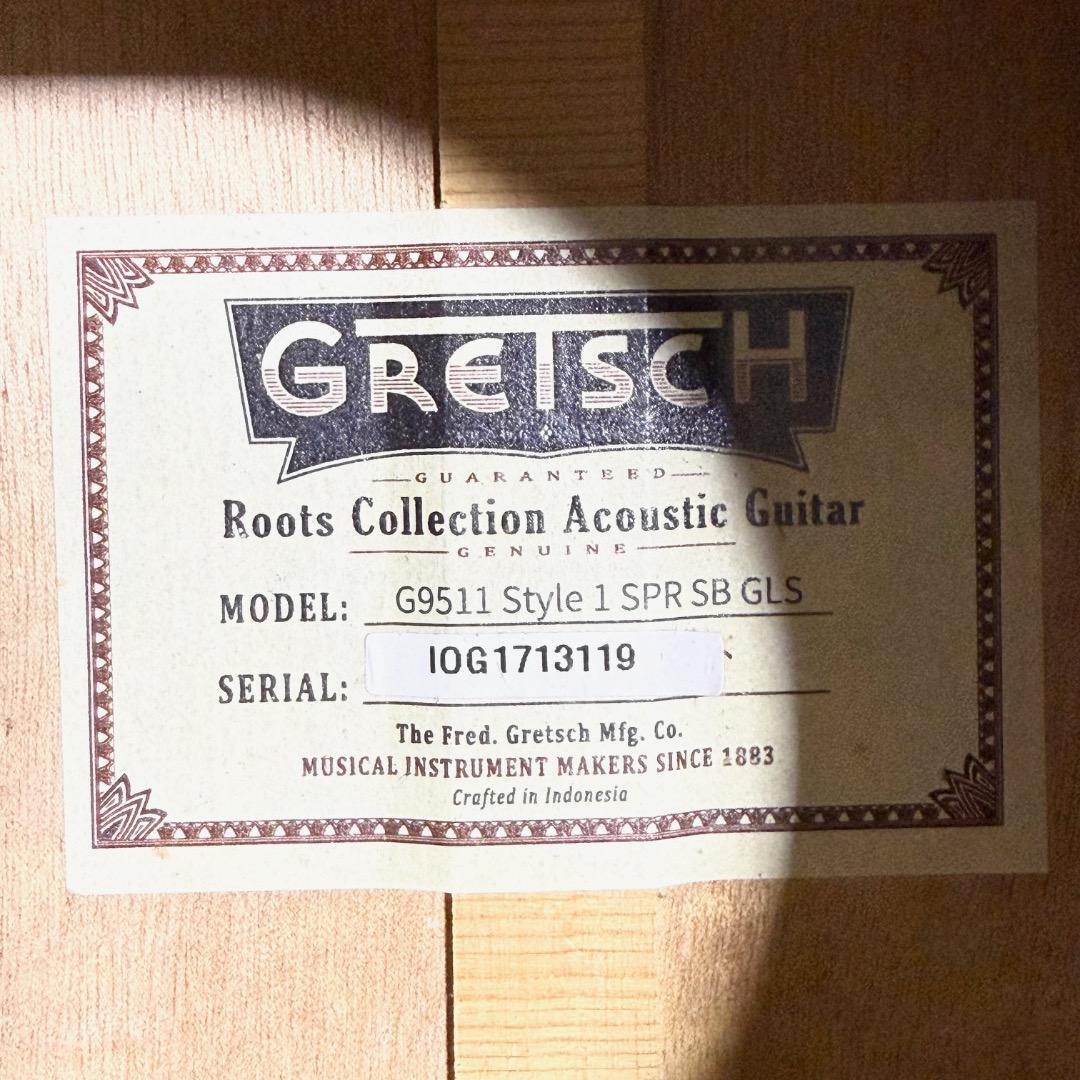 GRETSCH
GUARANTEED
Roots Collection Acoustic Guitar
GENUINE
MODEL: G9511 Style 1 SPR SB GLS
SERIAL: IOG1713119
The Fred. Gretsch Mfg. Co.
MUSICAL INSTRUMENT MAKERS SINCE 1883
Crafted in Indonesia